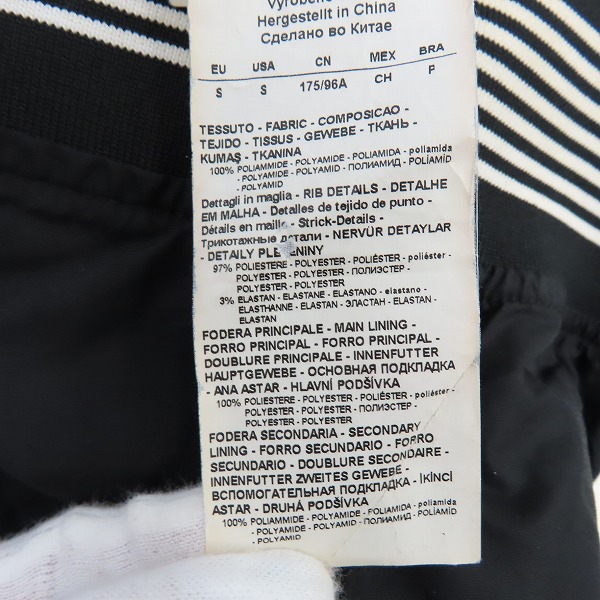 Hergestellt in China
Сделано во Китае
EU USA CN MEX BRA
S S 175/96A CH P
TESSUTO - FABRIC - COMPOSICAO -
TEJIDO - TISSUS - GEWEBE - ТКАНЬ -
KUMAŞ - TKANINA
100% POLIAMMIDE - POLYAMIDE - POLIAMIDA - poliamida
- POLYAMIDE - POLYAMID - ПОЛИАМИД - POLİAMİD
- POLYAMID
Dettagli in maglia - RIB DETAILS - DETALHE
EM MALHA - Detalles de tejido de punto -
Détails en maille - Strick-Details -
Трикотажные детали - NERVÜR DETAYLAR
- DETAILY
97% POLIESTERE - POLYESTER - POLIÉSTER - poliéster -
POLYESTER - POLYESTER - ПОЛИЭСТЕР -
POLYESTER - POLYESTER
3% ELASTAN - ELASTANE - ELASTANO - elastano -
ELASTHANNE - ELASTAN - ЭЛАСТАН - ELASTAN -
ELASTAN
FODERA PRINCIPALE - MAIN LINING -
FORRO PRINCIPAL - FORRO PRINCIPAL -
DOUBLURE PRINCIPALE - INNENFUTTER
HAUPTGEWEBE - ОСНОВНАЯ ПОДКЛАДКА
- ANA ASTAR - HLAVNÍ PODŠÍVKA
100% POLIESTERE - POLYESTER - POLIÉSTER - poliéster -
POLYESTER - POLYESTER - ПОЛИЭСТЕР -
POLYESTER - POLYESTER
FODERA SECONDARIA - SECONDARY
LINING - FORRO SECUNDARIO - FORRO
SECUNDARIO - DOUBLURE SECONDAIRE -
INNENFUTTER ZWEITES GEWEBE -
ВСПОМОГАТЕЛЬНАЯ ПОДКЛАДКА - İKİNCİ
ASTAR - DRUHÁ PODŠÍVKA
100% POLIAMMIDE - POLYAMIDE - POLIAMIDA - poliamida
- POLYAMIDE - POLYAMID - ПОЛИАМИД - POLİAMİD
- POLYAMID